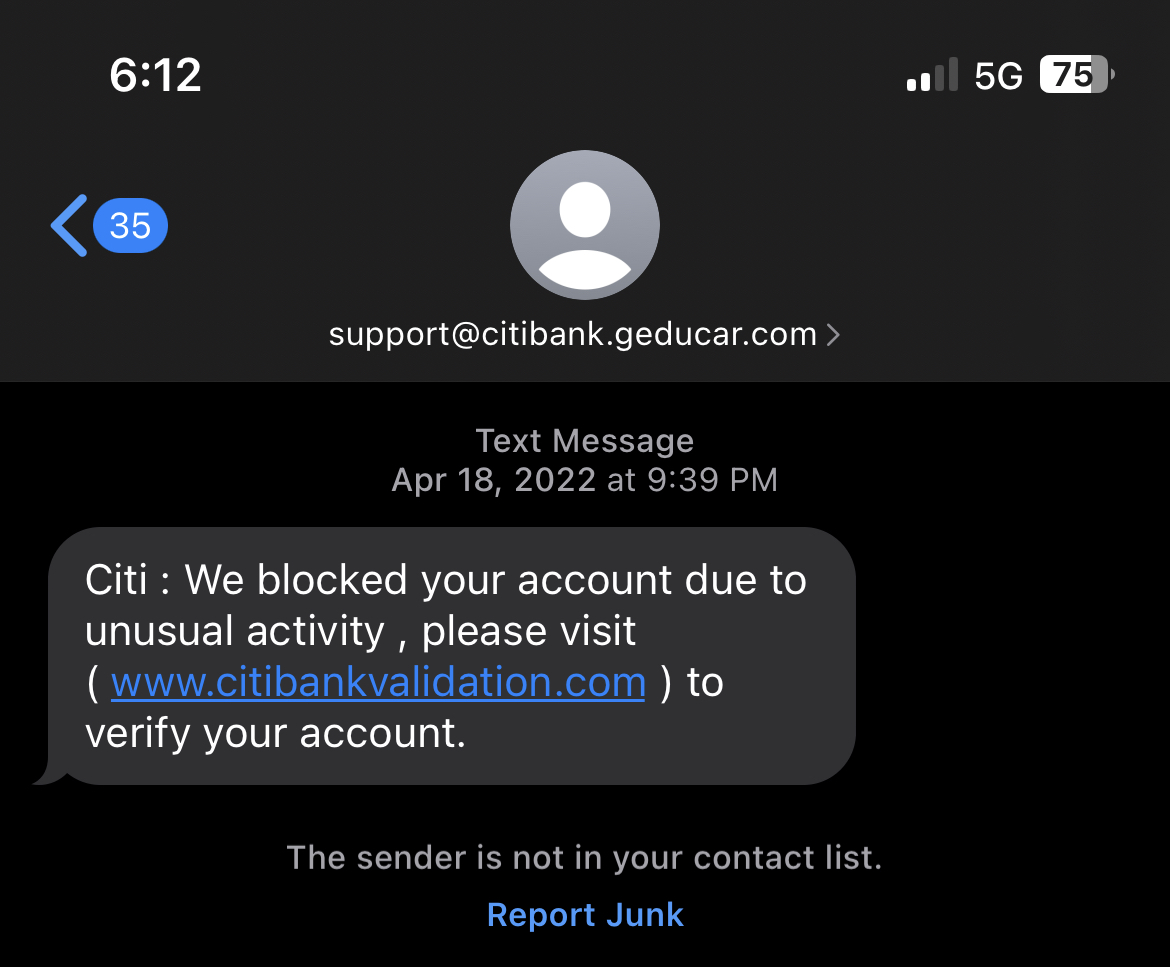 6:12
5G 75
35
support@citibank.geducar.com
Text Message
Apr 18, 2022 at 9:39 PM
Citi : We blocked your account due to
unusual activity , please visit
( www.citibankvalidation.com ) to
verify your account.
The sender is not in your contact list.
Report Junk